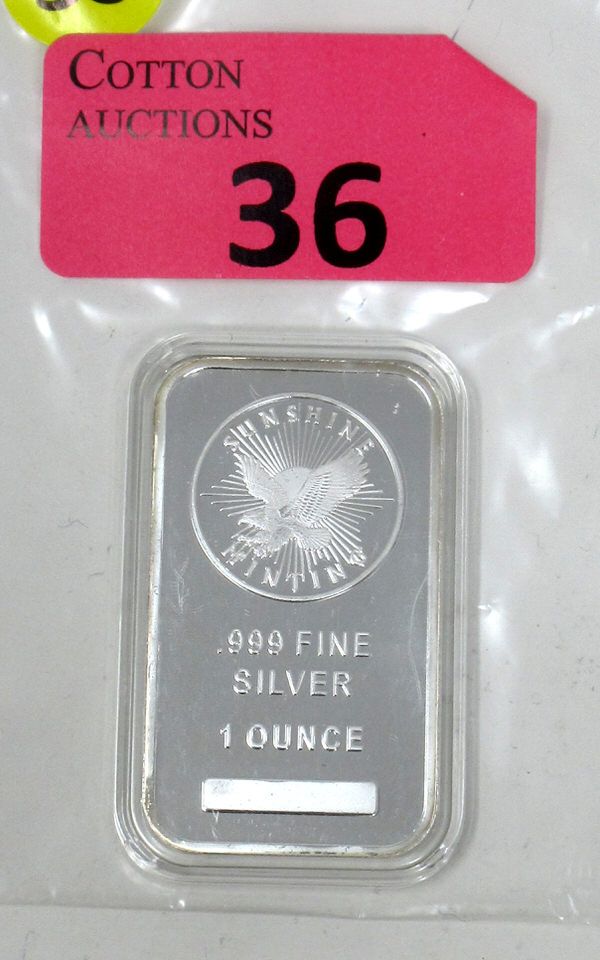 COTTON
AUCTIONS
36
SUNSHINE
MINTING
.999 FINE
SILVER
1 OUNCE